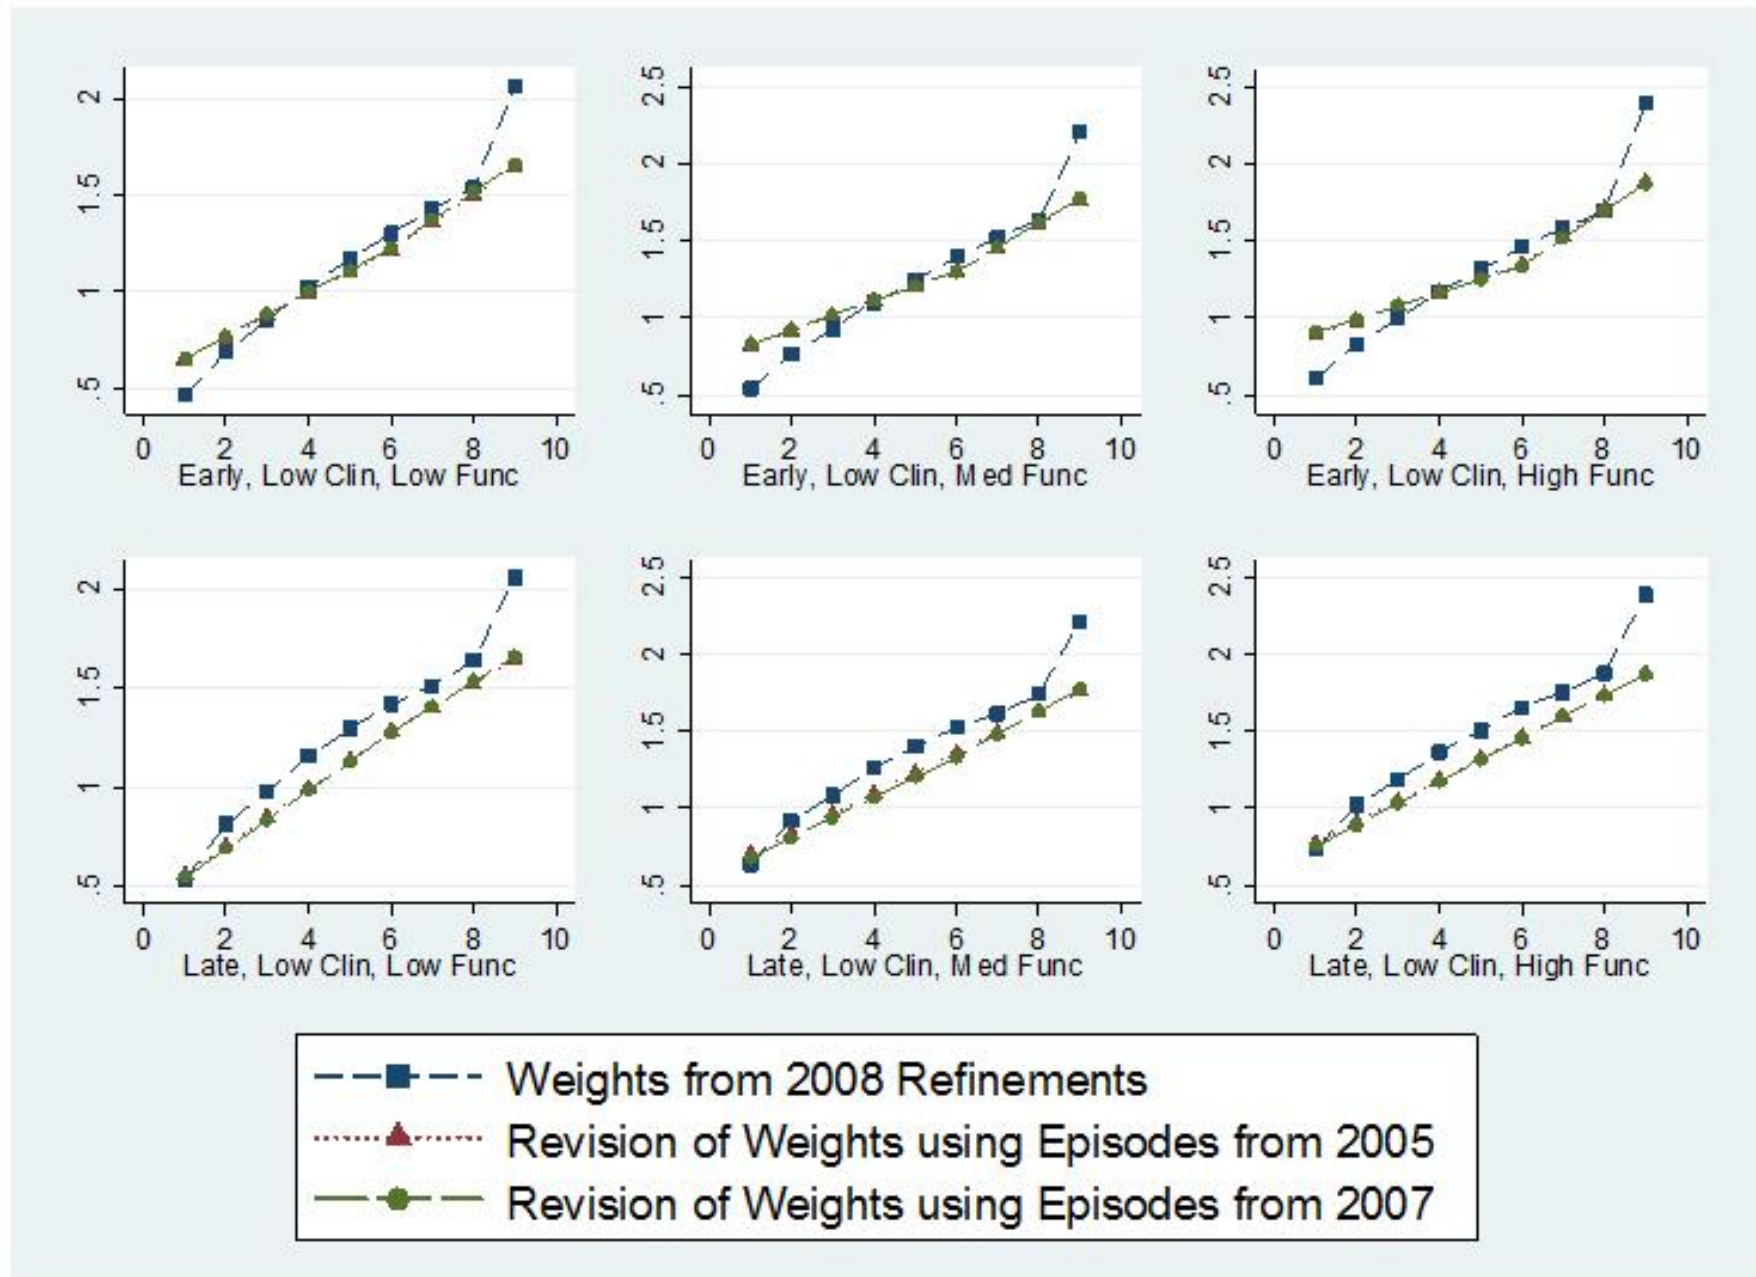 2
1.5
1
.5
0 2 4 6 8 10
Early, Low Clin, Low Func
2.5
2
1.5
1
.5
0 2 4 6 8 10
Early, Low Clin, Med Func
2.5
2
1.5
1
.5
0 2 4 6 8 10
Early, Low Clin, High Func
2
1.5
1
.5
0 2 4 6 8 10
Late, Low Clin, Low Func
2.5
2
1.5
1
.5
0 2 4 6 8 10
Late, Low Clin, Med Func
2.5
2
1.5
1
.5
0 2 4 6 8 10
Late, Low Clin, High Func
Weights from 2008 Refinements
Revision of Weights using Episodes from 2005
Revision of Weights using Episodes from 2007